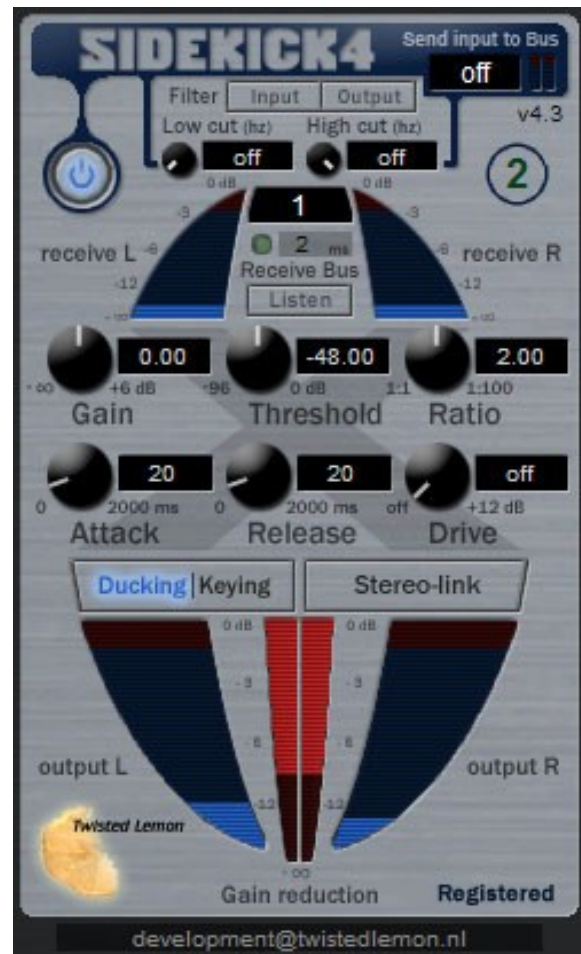 SIDEKICK4
Send input to Bus
off
v4.3
Filter Input Output
Low cut (hz) High cut (hz)
off off
2
0 dB 0 dB
1
-3 -3
2 ms
receive L -6 -6 receive R
Receive Bus
-12 -12
Listen
-∞ -∞
0.00 -48.00 2.00
-∞ +6 dB -96 0 dB 1:1 1:100
Gain Threshold Ratio
20 20 off
0 2000 ms 0 2000 ms off +12 dB
Attack Release Drive
Ducking|Keying Stereo-link
0 dB 0 dB
-3 -3
-6 -6
output L output R
-12 -12
Twisted Lemon
-∞
Gain reduction
Registered
development@twistedlemon.nl